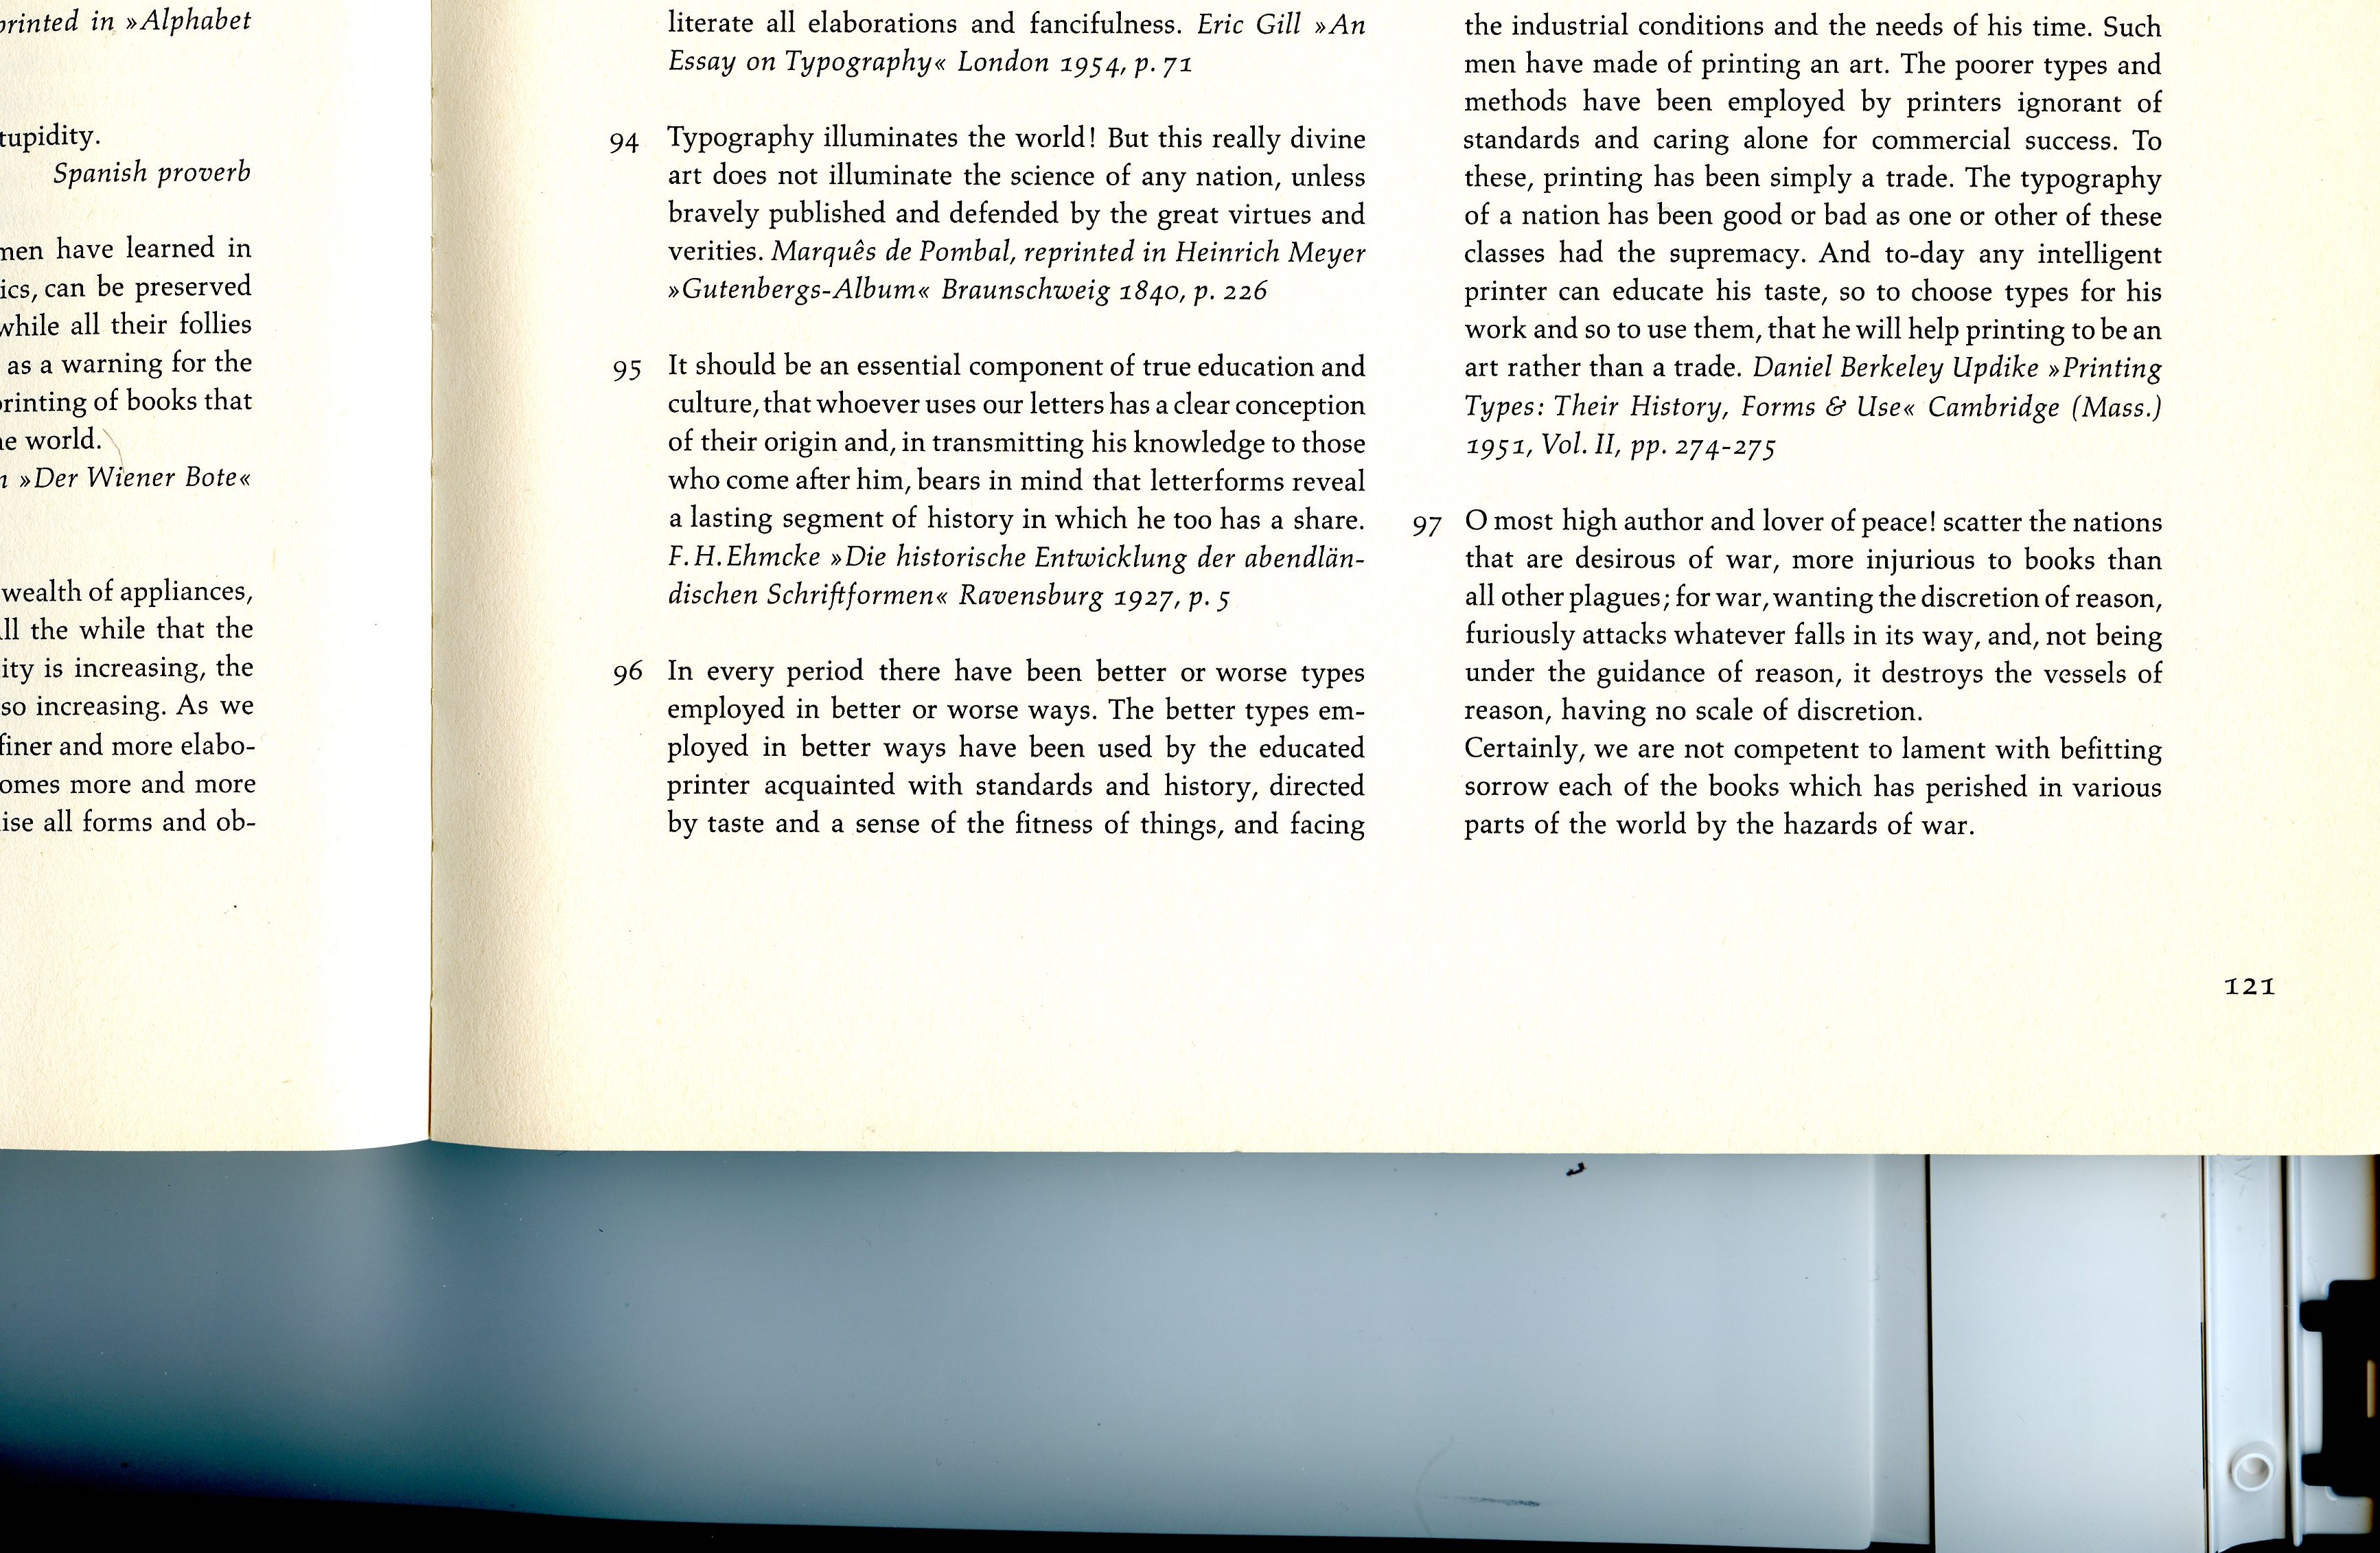 printed in »Alphabet
Spanish proverb
men have learned in
ics, can be preserved
while all their follies
as a warning for the
printing of books that
world.
»Der Wiener Bote«
wealth of appliances,
the while that the
is increasing, the
so increasing. As we
finer and more elabo-
more and more
all forms and ob-
literate all elaborations and fancifulness. Eric Gill »An
Essay on Typography« London 1954, p. 71
94 Typography illuminates the world! But this really divine
art does not illuminate the science of any nation, unless
bravely published and defended by the great virtues and
verities. Marquês de Pombal, reprinted in Heinrich Meyer
»Gutenbergs-Album« Braunschweig 1840, p. 226
95 It should be an essential component of true education and
culture, that whoever uses our letters has a clear conception
of their origin and, in transmitting his knowledge to those
who come after him, bears in mind that letterforms reveal
a lasting segment of history in which he too has a share.
F. H. Ehmcke »Die historische Entwicklung der abendlän-
dischen Schriftformen« Ravensburg 1927, p. 5
96 In every period there have been better or worse types
employed in better or worse ways. The better types em-
ployed in better ways have been used by the educated
printer acquainted with standards and history, directed
by taste and a sense of the fitness of things, and facing
the industrial conditions and the needs of his time. Such
men have made of printing an art. The poorer types and
methods have been employed by printers ignorant of
standards and caring alone for commercial success. To
these, printing has been simply a trade. The typography
of a nation has been good or bad as one or other of these
classes had the supremacy. And to-day any intelligent
printer can educate his taste, so to choose types for his
work and so to use them, that he will help printing to be an
art rather than a trade. Daniel Berkeley Updike »Printing
Types: Their History, Forms & Use« Cambridge (Mass.)
1951, Vol. II, pp. 274-275
97 O most high author and lover of peace! scatter the nations
that are desirous of war, more injurious to books than
all other plagues; for war, wanting the discretion of reason,
furiously attacks whatever falls in its way, and, not being
under the guidance of reason, it destroys the vessels of
reason, having no scale of discretion.
Certainly, we are not competent to lament with befitting
sorrow each of the books which has perished in various
parts of the world by the hazards of war.
121